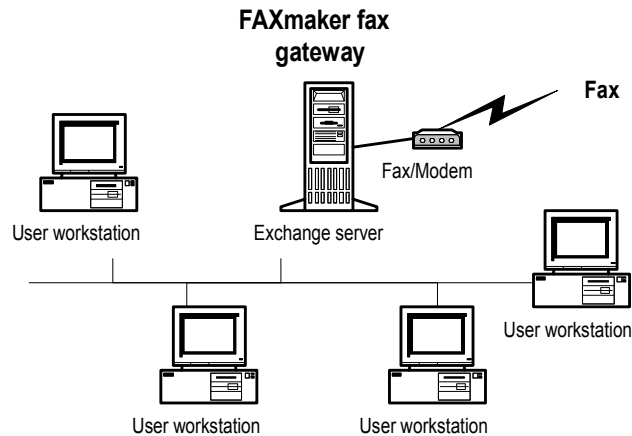 FAXmaker fax
gateway
Fax
Fax/Modem
User workstation
Exchange server
User workstation
User workstation
User workstation